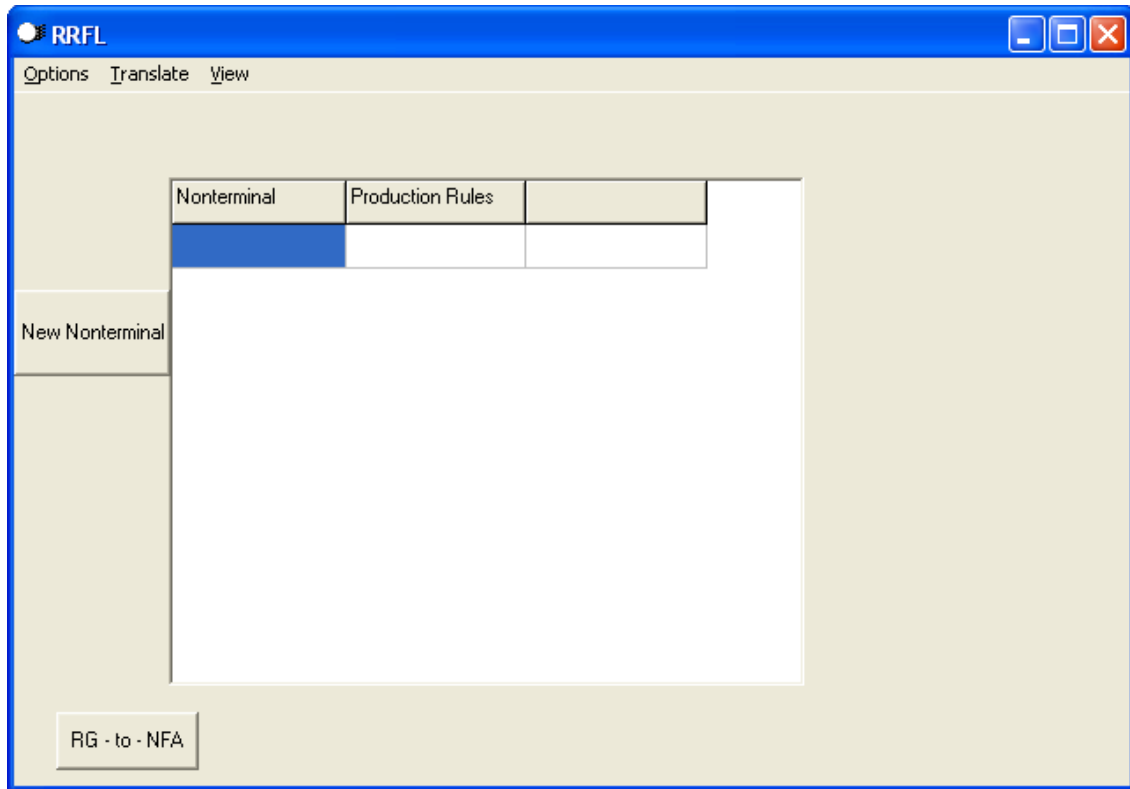 RRFL
Options Translate View
Nonterminal Production Rules
New Nonterminal
RG - to - NFA